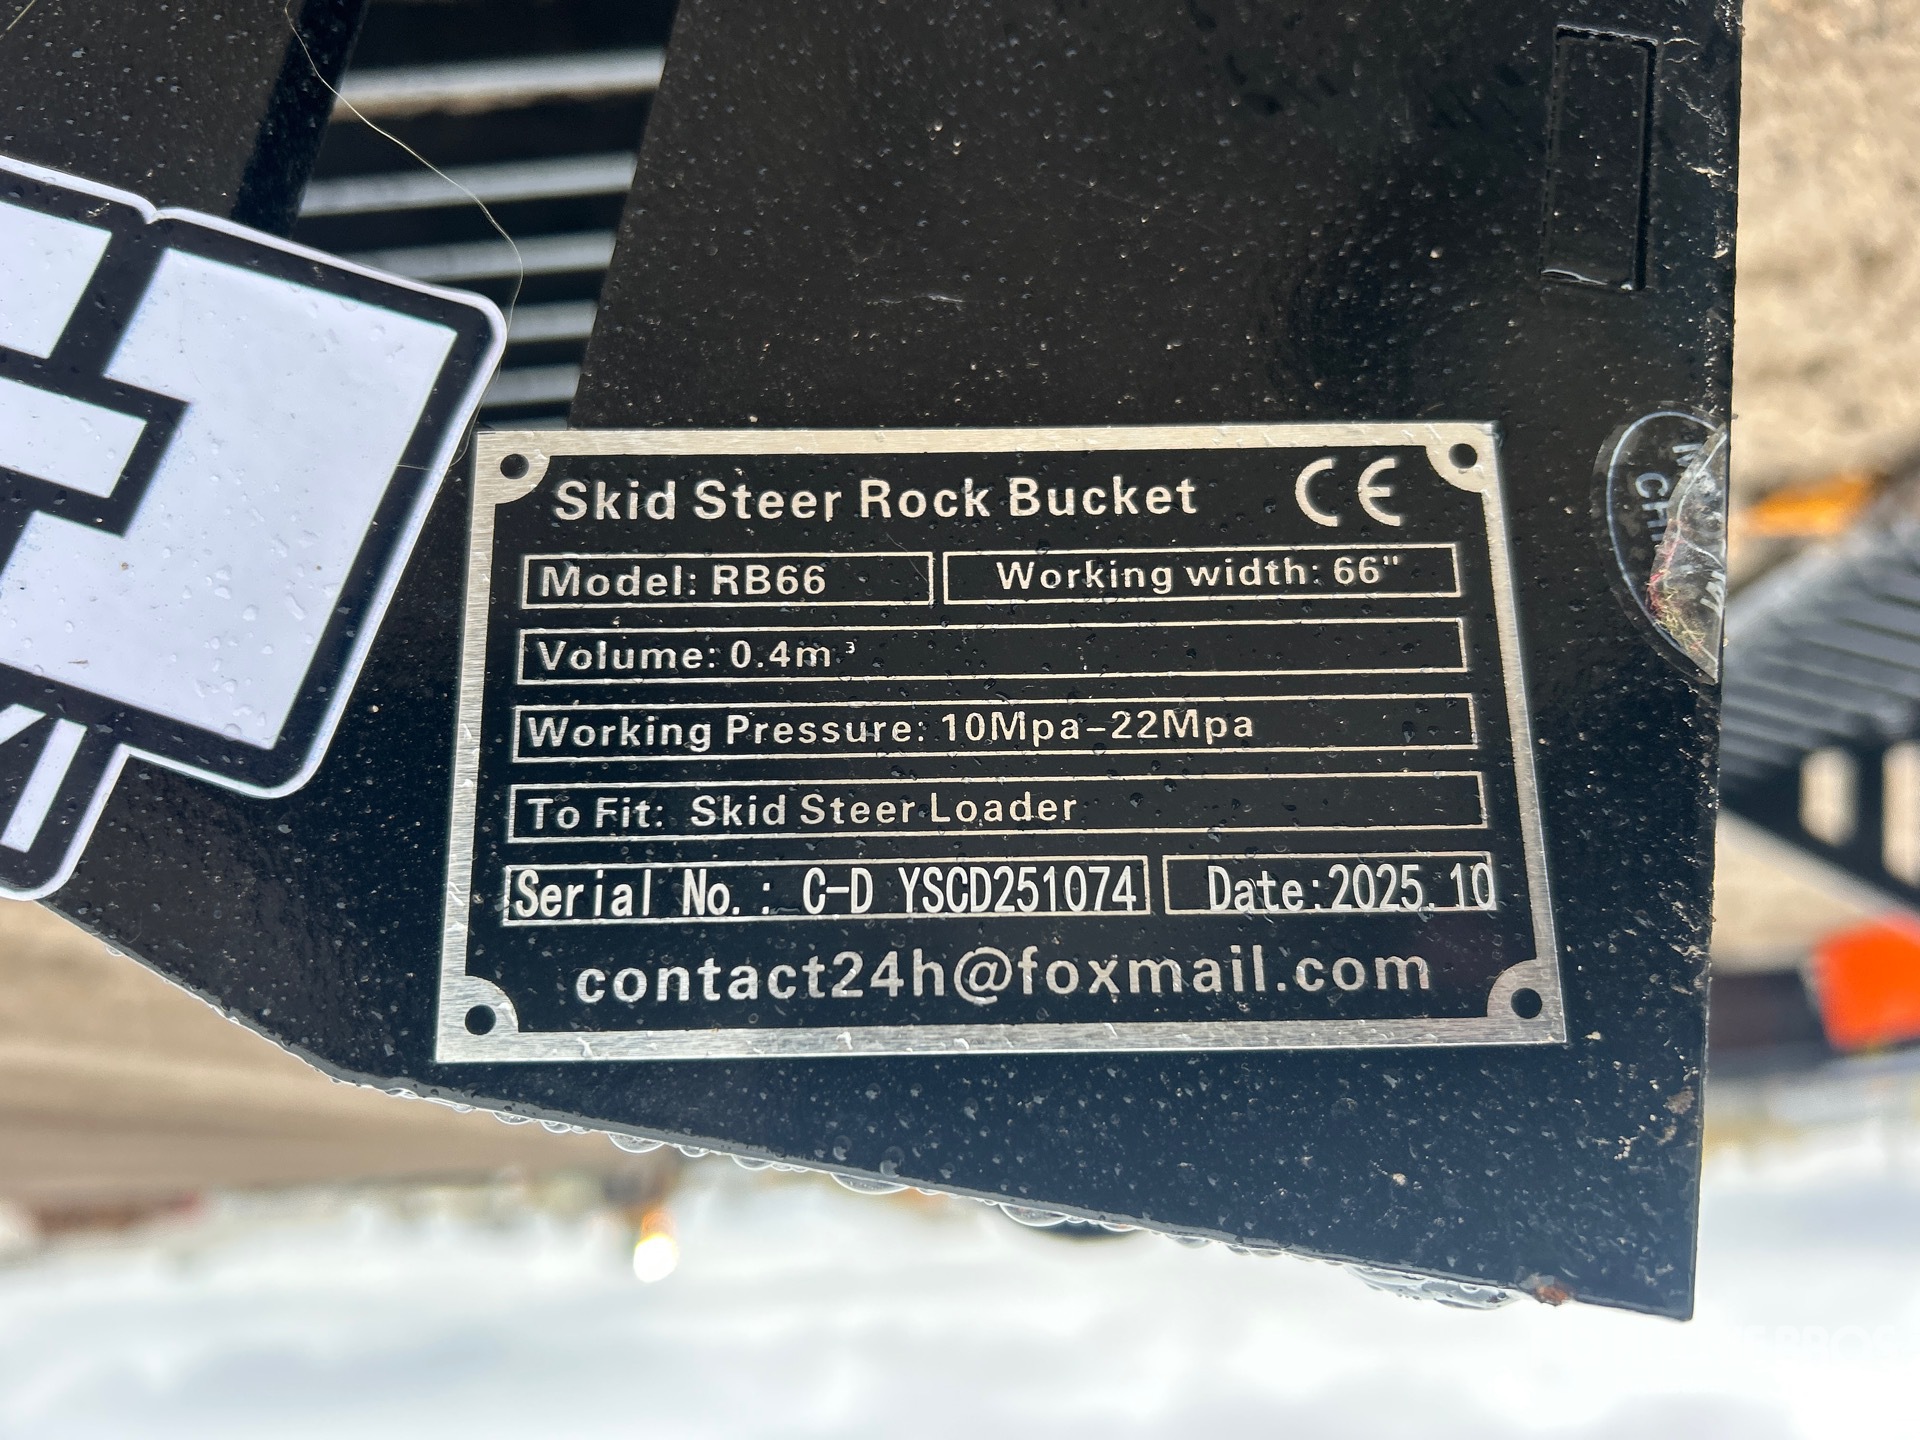 Skid Steer Rock Bucket CE
Model: RB66 Working width: 66"
Volume: 0.4m³
Working Pressure: 10Mpa-22Mpa
To Fit: Skid Steer Loader
Serial No.: C-D YSCD251074 Date:2025.10
contact24h@foxmail.com